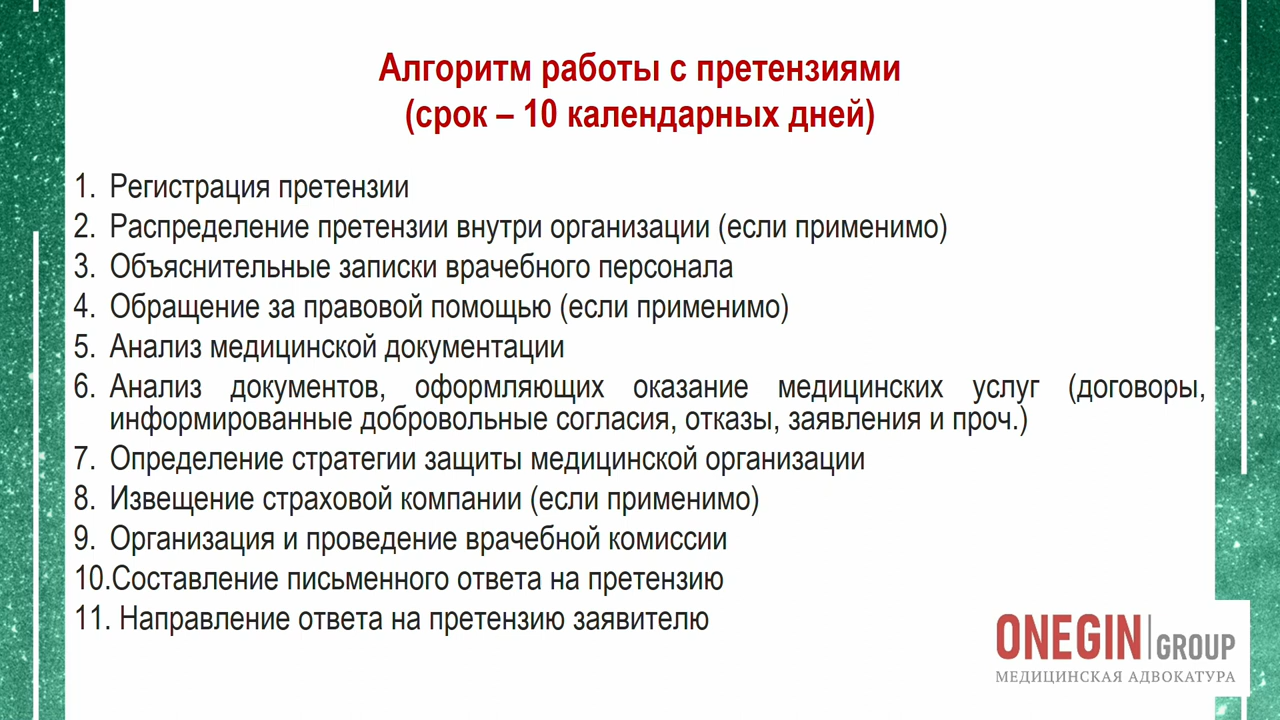 Алгоритм работы с претензиями
(срок – 10 календарных дней)
1. Регистрация претензии
2. Распределение претензии внутри организации (если применимо)
3. Объяснительные записки врачебного персонала
4. Обращение за правовой помощью (если применимо)
5. Анализ медицинской документации
6. Анализ документов, оформляющих оказание медицинских услуг (договоры,
информированные добровольные согласия, отказы, заявления и проч.)
7. Определение стратегии защиты медицинской организации
8. Извещение страховой компании (если применимо)
9. Организация и проведение врачебной комиссии
10.Составление письменного ответа на претензию
11. Направление ответа на претензию заявителю
ONEGIN GROUP
МЕДИЦИНСКАЯ АДВОКАТУРА